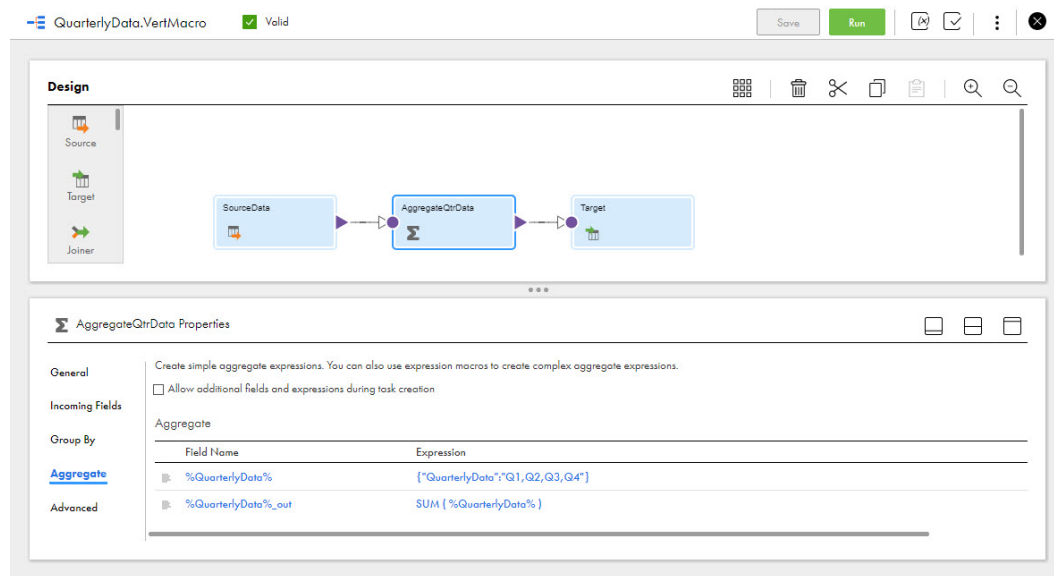 QuarterlyData.VertMacro
Valid
Save
Run
Design
Source
Target
Joiner
SourceData
AggregateQtrData
Target
AggregateQtrData Properties
General
Incoming Fields
Group By
Aggregate
Advanced
Create simple aggregate expressions. You can also use expression macros to create complex aggregate expressions.
Allow additional fields and expressions during task creation
Aggregate
Field Name Expression
%QuarterlyData% {"QuarterlyData":"Q1,Q2,Q3,Q4"}
%QuarterlyData%_out SUM ( %QuarterlyData% )